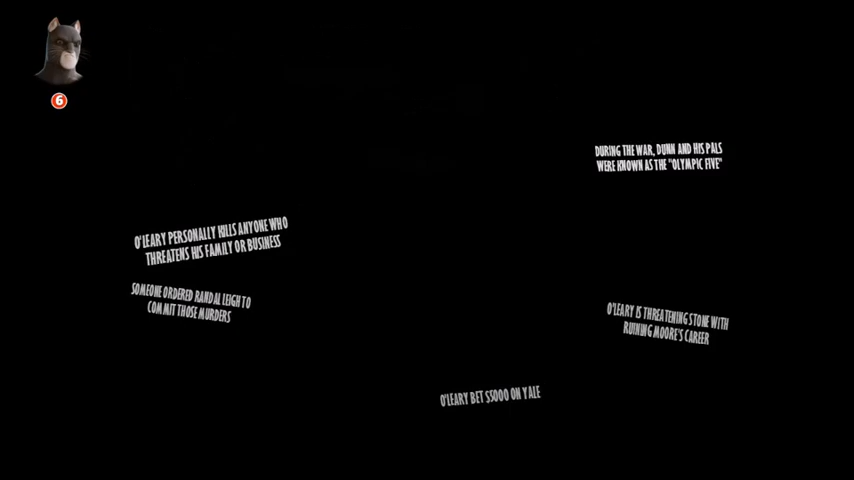 6
DURING THE WAR, DUNN AND HIS PALS
WERE KNOWN AS THE "OLYMPIC FIVE"
O'LEARY PERSONALLY KILLS ANYONE WHO
THREATENS HIS FAMILY OR BUSINESS
SOMEONE ORDERED RANDAL LEIGH TO
COMMIT THOSE MURDERS
O'LEARY IS THREATENING STONE WITH
RUINING MOORE'S CAREER
O'LEARY BET $5000 ON YALE